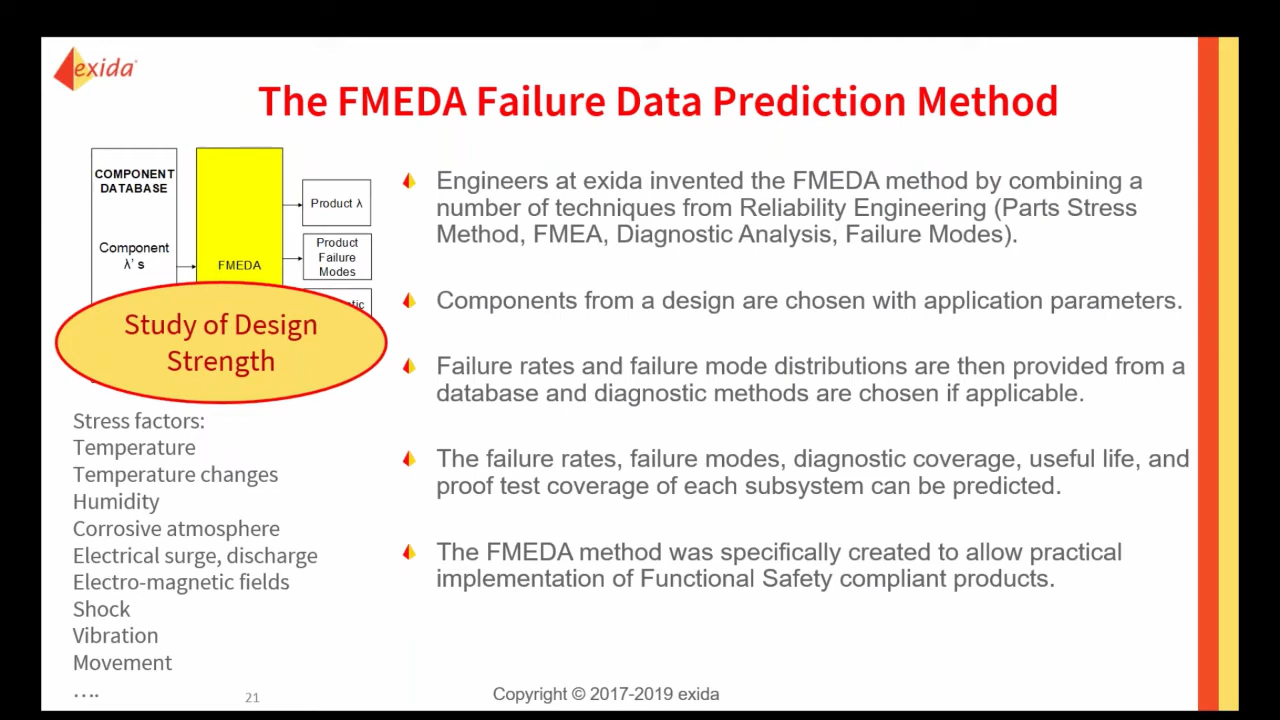 exida
The FMEDA Failure Data Prediction Method
COMPONENT
DATABASE
Component
λ's
FMEDA
Product λ
Product
Failure
Modes
Study of Design
Strength
Stress factors:
Temperature
Temperature changes
Humidity
Corrosive atmosphere
Electrical surge, discharge
Electro-magnetic fields
Shock
Vibration
Movement
....
Engineers at exida invented the FMEDA method by combining a
number of techniques from Reliability Engineering (Parts Stress
Method, FMEA, Diagnostic Analysis, Failure Modes).
Components from a design are chosen with application parameters.
Failure rates and failure mode distributions are then provided from a
database and diagnostic methods are chosen if applicable.
The failure rates, failure modes, diagnostic coverage, useful life, and
proof test coverage of each subsystem can be predicted.
The FMEDA method was specifically created to allow practical
implementation of Functional Safety compliant products.
21
Copyright © 2017-2019 exida